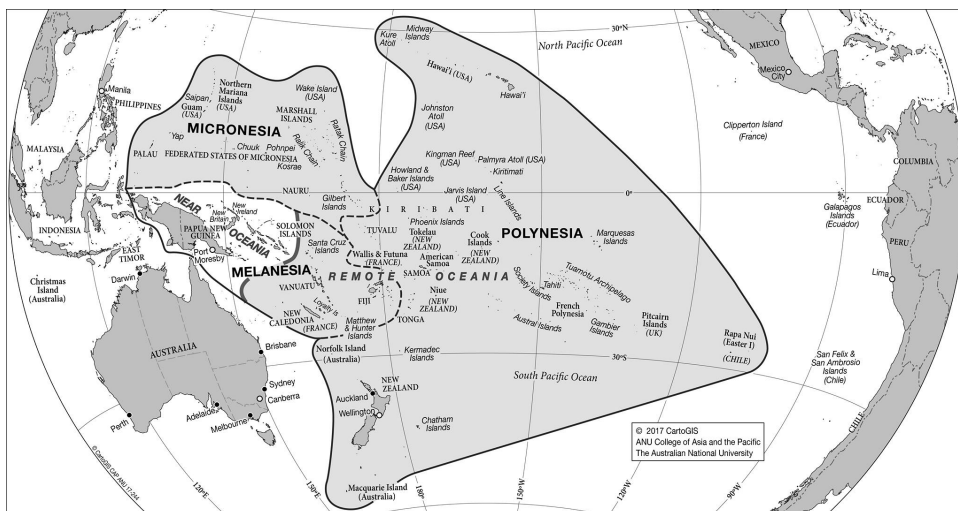 30°N
Kure
Atoll
Midway
Islands
North Pacific Ocean
MEXICO
Mexico
City
Hawai'i (USA)
Hawai'i
Manila
PHILIPPINES
Saipan
Guam
(USA)
Northern
Mariana
Islands
(USA)
Wake Island
(USA)
MARSHALL
ISLANDS
Ratak Chain
Ralik Chain
Johnston
Atoll
(USA)
Clipperton Island
(France)
MICRONESIA
MALAYSIA
Yap
PALAU
Chuuk
Pohnpei
Kosrae
FEDERATED STATES OF MICRONESIA
Kingman Reef
(USA)
Palmyra Atoll (USA)
Kiritimati
COLOMBIA
Howland &
Baker Islands
(USA)
Jarvis Island
(USA)
Line Islands
NAURU
Gilbert
Islands
0°
KIRIBATI
ECUADOR
Galapagos
Islands
(Ecuador)
INDONESIA
NEAR
OCEANIA
New
Britain
New
Ireland
PAPUA NEW
GUINEA
Port
Moresby
SOLOMON
ISLANDS
Santa Cruz
Islands
TUVALU
Phoenix Islands
Tokelau
(NEW
ZEALAND)
Cook
Islands
(NEW
ZEALAND)
POLYNESIA
Marquesas
Islands
PERU
Lima
EAST
TIMOR
Darwin
Christmas
Island
(Australia)
MELANESIA
Wallis & Futuna
(FRANCE)
American
Samoa
SAMOA
REMOTE OCEANIA
VANUATU
FIJI
Niue
(NEW
ZEALAND)
Society Islands
Tahiti
Tuamotu Archipelago
French
Polynesia
Loyalty Is
NEW
CALEDONIA
(FRANCE)
Matthew
& Hunter
Islands
TONGA
Austral Islands
Gambier
Islands
Pitcairn
Islands
(UK)
Rapa Nui
(Easter I)
(CHILE)
AUSTRALIA
Brisbane
Norfolk Island
(Australia)
Kermadec
Islands
30°S
San Felix &
San Ambrosio
Islands
(Chile)
South Pacific Ocean
Perth
Adelaide
Melbourne
Sydney
Canberra
NEW
ZEALAND
Auckland
Wellington
Chatham
Islands
CHILE
© 2017 CartoGIS
ANU College of Asia and the Pacific
The Australian National University
Macquarie Island
(Australia)
© CartoGIS CAP ANU 17-244
120°E
150°E
180°
150°W
120°W
90°W